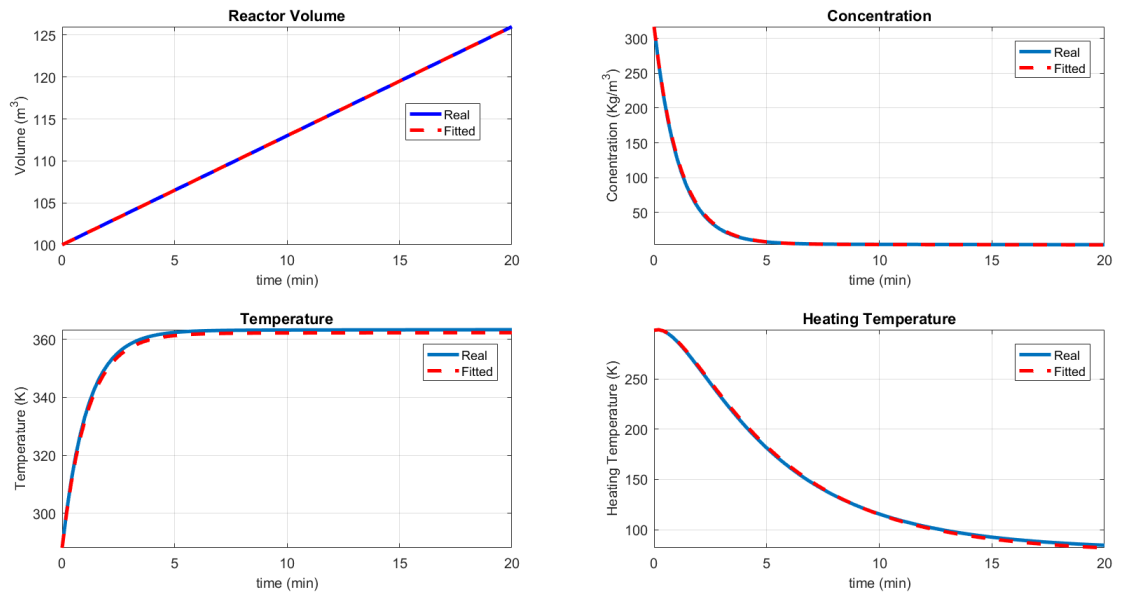 Reactor Volume
125
120
115
110
105
100
Volume (m³)
0 5 10 15 20
time (min)
Real
Fitted
Concentration
300
250
200
150
100
50
Conentration (Kg/m³)
0 5 10 15 20
time (min)
Real
Fitted
Temperature
360
340
320
300
Temperature (K)
0 5 10 15 20
time (min)
Real
Fitted
Heating Temperature
250
200
150
100
Heating Temperature (K)
0 5 10 15 20
time (min)
Real
Fitted